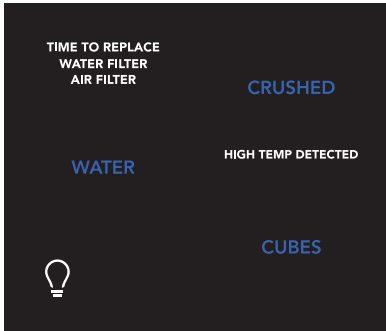 TIME TO REPLACE
WATER FILTER
AIR FILTER
CRUSHED
WATER
HIGH TEMP DETECTED
CUBES